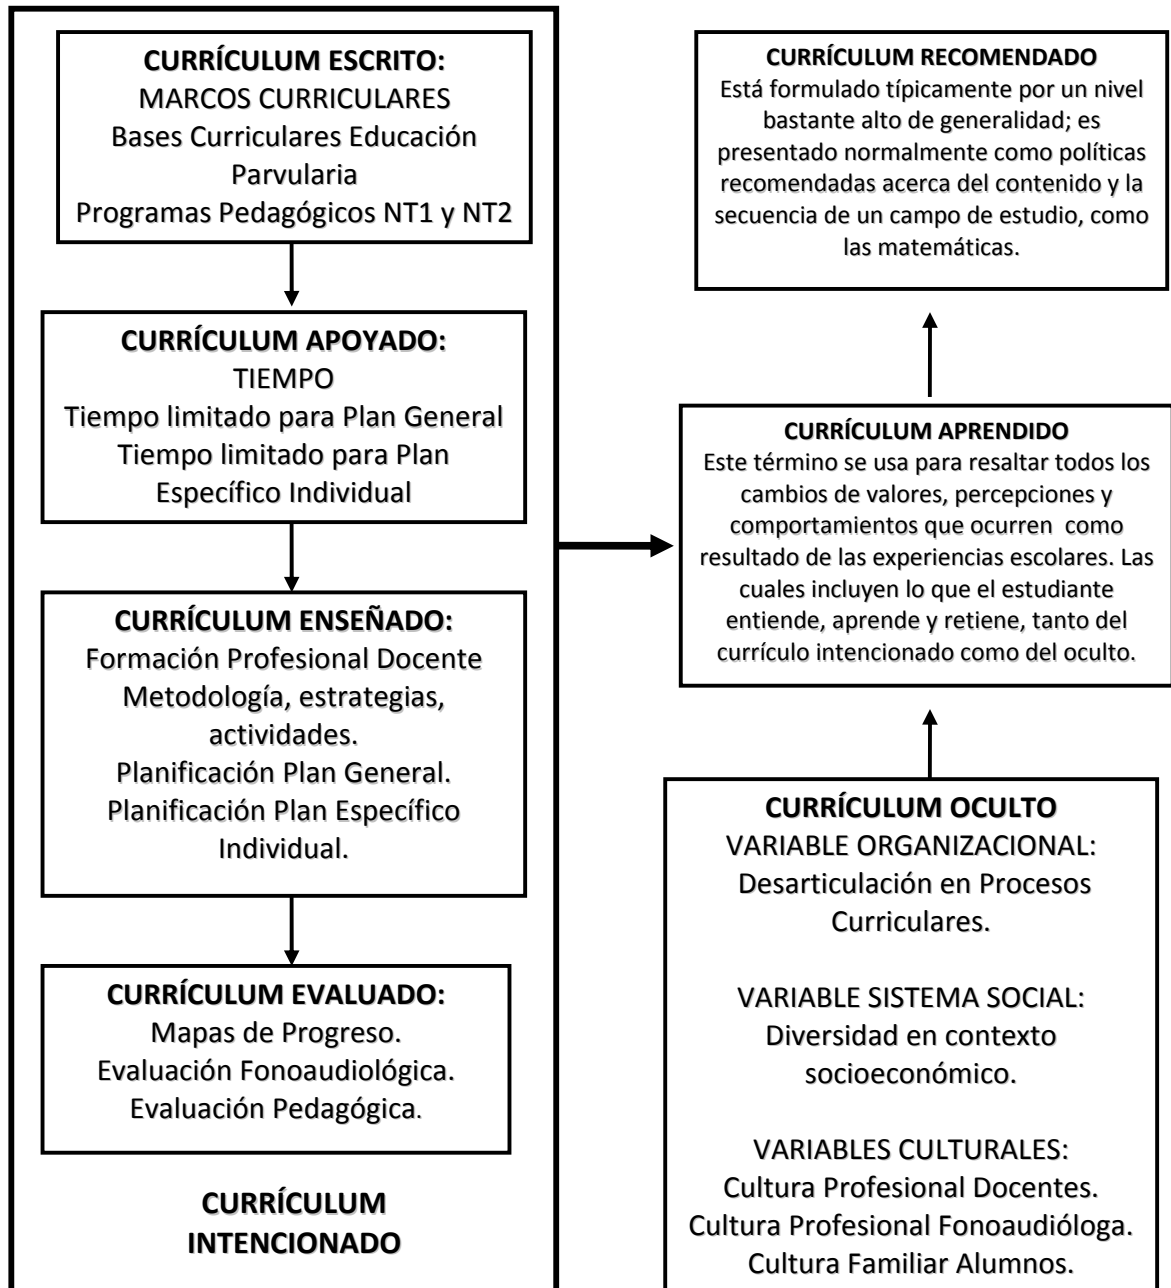 CURRÍCULUM ESCRITO:
MARCOS CURRICULARES
Bases Curriculares Educación
Parvularia
Programas Pedagógicos NT1 y NT2
CURRÍCULUM APOYADO:
TIEMPO
Tiempo limitado para Plan General
Tiempo limitado para Plan
Específico Individual
CURRÍCULUM ENSEÑADO:
Formación Profesional Docente
Metodología, estrategias,
actividades.
Planificación Plan General.
Planificación Plan Específico
Individual.
CURRÍCULUM EVALUADO:
Mapas de Progreso.
Evaluación Fonoaudiológica.
Evaluación Pedagógica.
CURRÍCULUM
INTENCIONADO
CURRÍCULUM RECOMENDADO
Está formulado típicamente por un nivel
bastante alto de generalidad; es
presentado normalmente como políticas
recomendadas acerca del contenido y la
secuencia de un campo de estudio, como
las matemáticas.
CURRÍCULUM APRENDIDO
Este término se usa para resaltar todos los
cambios de valores, percepciones y
comportamientos que ocurren como
resultado de las experiencias escolares. Las
cuales incluyen lo que el estudiante
entiende, aprende y retiene, tanto del
currículo intencionado como del oculto.
CURRÍCULUM OCULTO
VARIABLE ORGANIZACIONAL:
Desarticulación en Procesos
Curriculares.
VARIABLE SISTEMA SOCIAL:
Diversidad en contexto
socioeconómico.
VARIABLES CULTURALES:
Cultura Profesional Docentes.
Cultura Profesional Fonoaudióloga.
Cultura Familiar Alumnos.